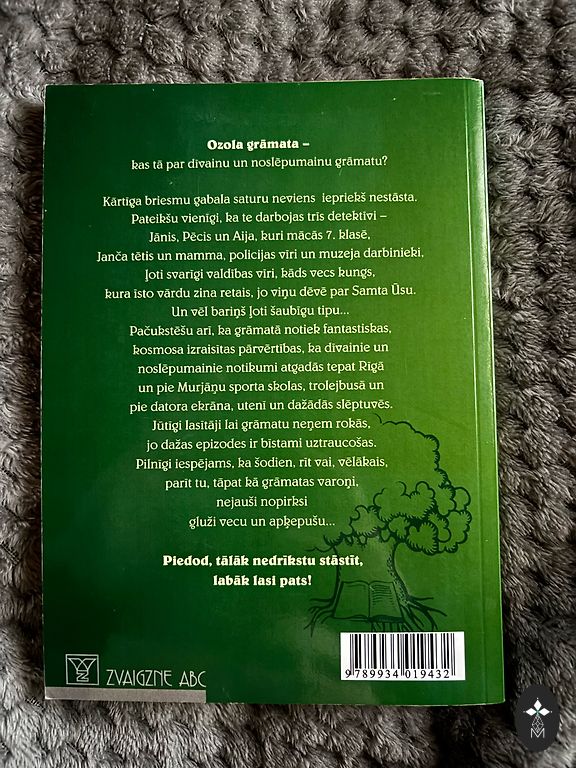 Ozola grāmata –
kas tā par dīvainu un noslēpumainu grāmatu?
Kārtīga briesmu gabala saturu neviens iepriekš nestāsta.
Pateikšu vienīgi, ka te darbojas trīs detektīvi –
Jānis, Pēcis un Aija, kuri mācās 7. klasē,
Janča tētis un mamma, policijas vīri un muzeja darbinieki,
ļoti svarīgi valdības vīri, kāds vecs kungs,
kura īsto vārdu zina retais, jo viņu dēvē par Samta Ūsu.
Un vēl bariņš ļoti šaubīgu tipu...
Pačukstēšu arī, ka grāmatā notiek fantastiskas,
kosmosa izraisītas pārvērtības, ka dīvainie un
noslēpumainie notikumi atgadās tepat Rīgā
un pie Murjāņu sporta skolas, trolejbusā un
pie datora ekrāna, utenī un dažādās slēptuvēs.
Jūtīgi lasītāji lai grāmatu neņem rokās,
jo dažas epizodes ir bīstami uztraucošas.
Pilnīgi iespējams, ka šodien, rīt vai, vēlākais,
parīt tu, tāpat kā grāmatas varoņi,
nejauši nopirksi
gluži vecu un apķepušu...
Piedod, tālāk nedrīkstu stāstīt,
labāk lasi pats!
ZVAIGZNE ABC
9 789934 019432